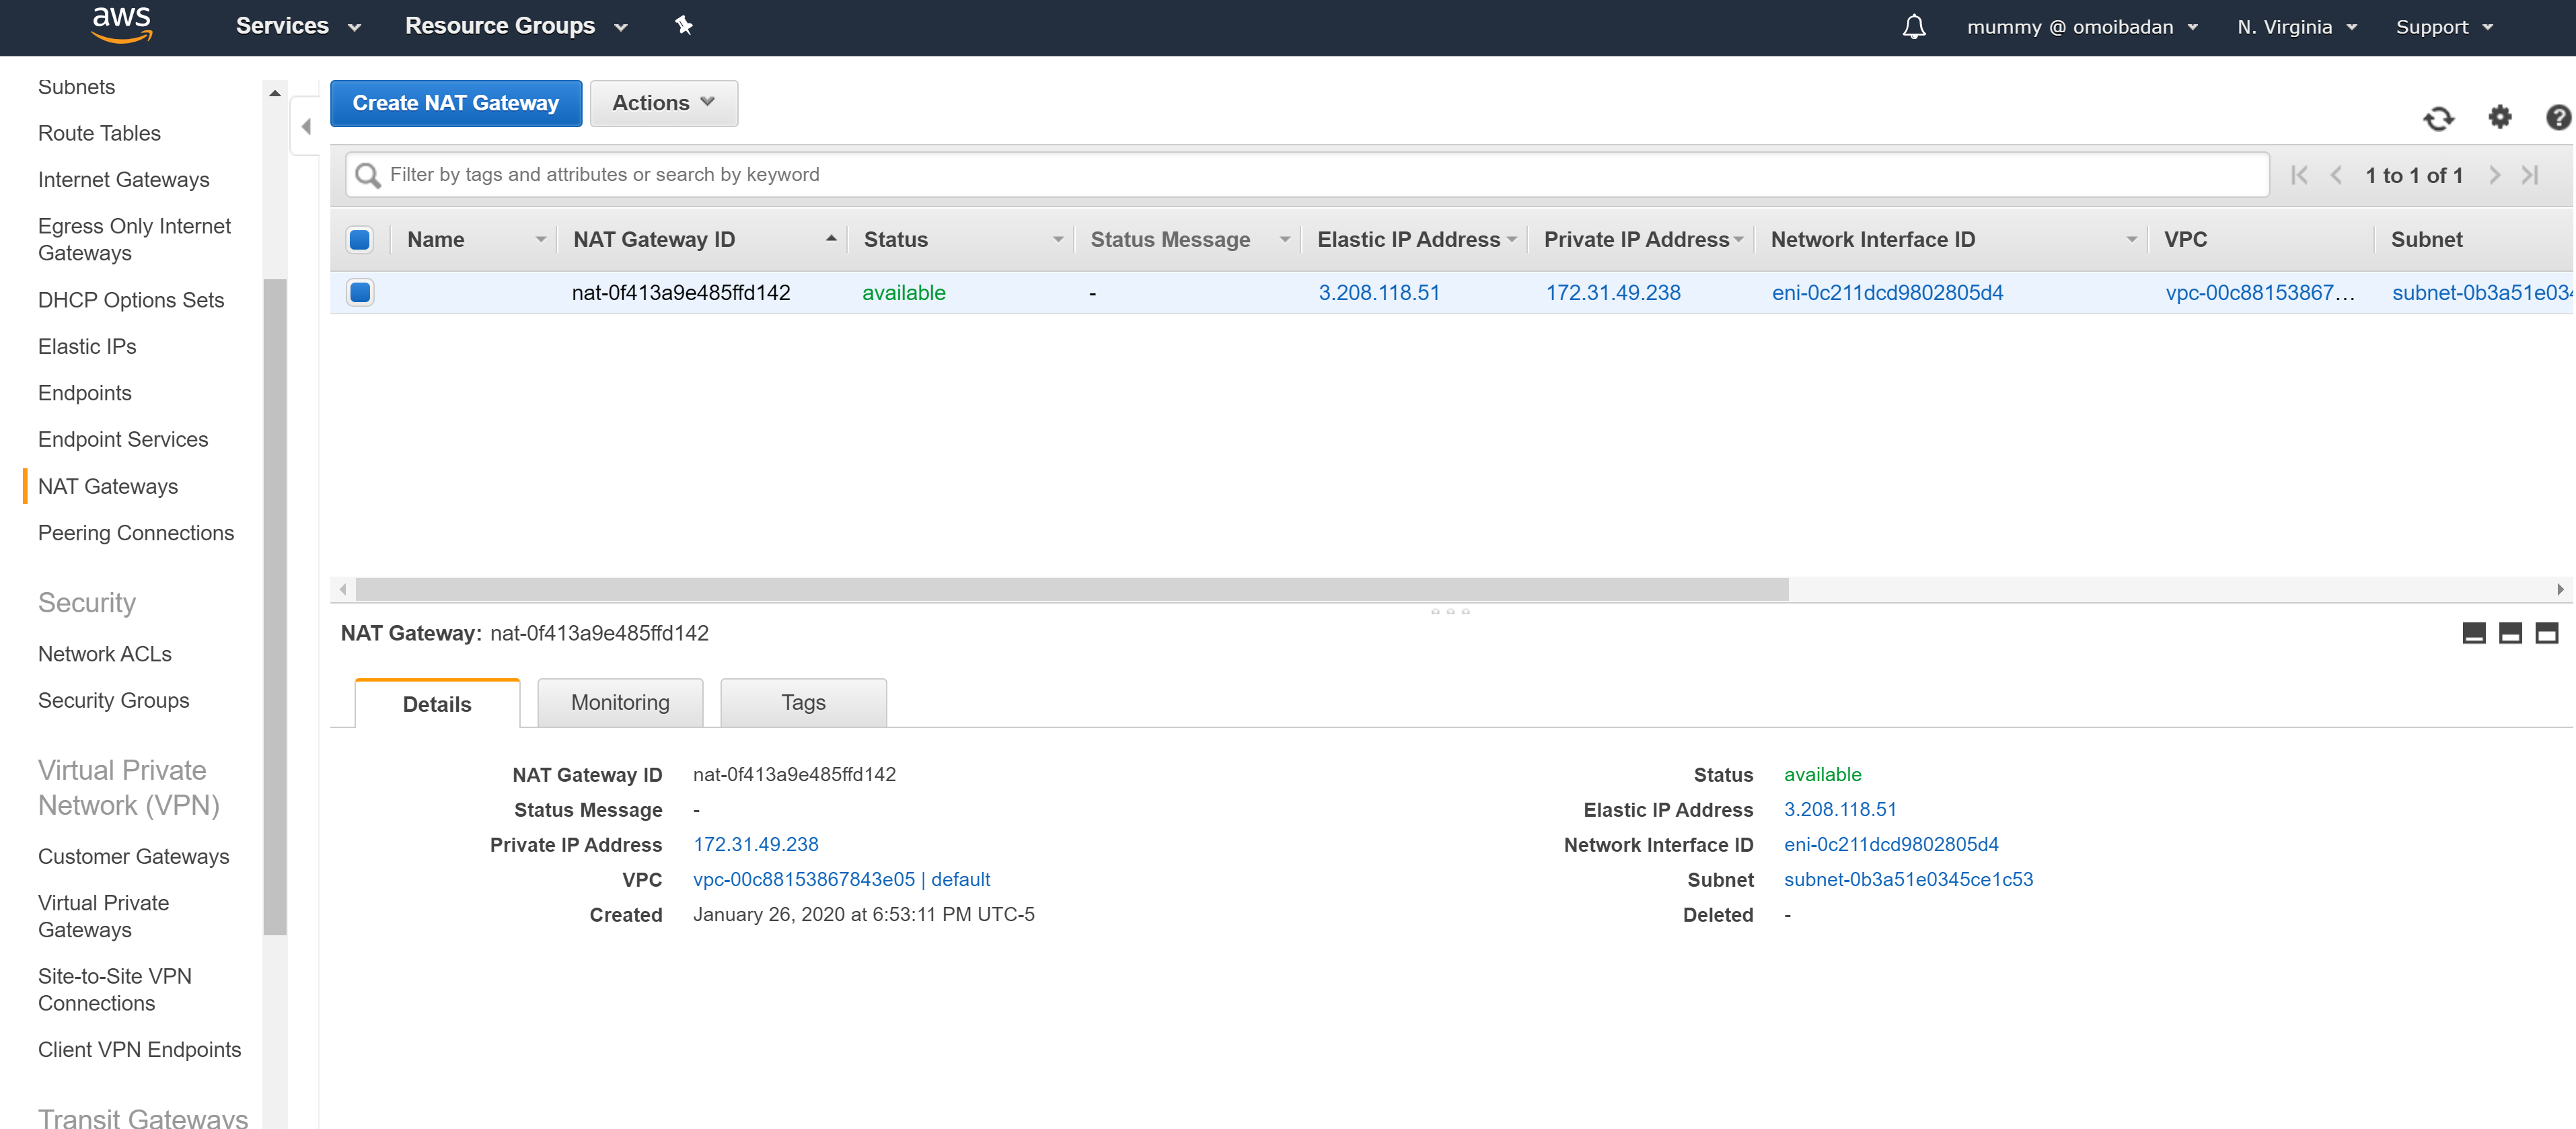 aws
Services
Resource Groups
mummy @ omoibadan
N. Virginia
Support
Subnets
Route Tables
Internet Gateways
Egress Only Internet
Gateways
DHCP Options Sets
Elastic IPs
Endpoints
Endpoint Services
NAT Gateways
Peering Connections
Security
Network ACLs
Security Groups
Virtual Private
Network (VPN)
Customer Gateways
Virtual Private
Gateways
Site-to-Site VPN
Connections
Client VPN Endpoints
Transit Gateways
Create NAT Gateway
Actions
Filter by tags and attributes or search by keyword
1 to 1 of 1
Name NAT Gateway ID Status Status Message Elastic IP Address Private IP Address Network Interface ID VPC Subnet
nat-0f413a9e485ffd142 available - 3.208.118.51 172.31.49.238 eni-0c211dcd9802805d4 vpc-00c88153867... subnet-0b3a51e034
NAT Gateway: nat-0f413a9e485ffd142
Details
Monitoring
Tags
NAT Gateway ID nat-0f413a9e485ffd142
Status Message -
Private IP Address 172.31.49.238
VPC vpc-00c88153867843e05 | default
Created January 26, 2020 at 6:53:11 PM UTC-5
Status available
Elastic IP Address 3.208.118.51
Network Interface ID eni-0c211dcd9802805d4
Subnet subnet-0b3a51e0345ce1c53
Deleted -